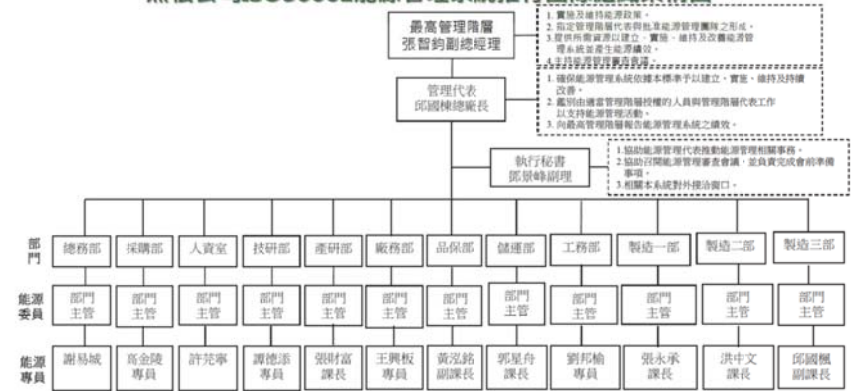 最高管理階層
張智鈞副總經理
1. 實施及維持能源政策。
2. 指定管理階層代表與批准能源管理團隊之形成。
3. 提供所需資源以建立、實施、維持及改善能源管
理系統並產生能源績效。
4. 主持能源管理審查會議。
管理代表
邱國棟總廠長
1. 確保能源管理系統依據本標準予以建立、實施、維持及持續
改善。
2. 鑑別由適當管理階層授權的人員與管理階層代表工作
以支持能源管理活動。
3. 向最高管理階層報告能源管理系統之績效。
執行秘書
鄧景峰副理
1. 協助能源管理代表推動能源管理相關事務。
2. 協助召開能源管理審查會議，並負責完成會前準備
事項。
3. 相關本系統對外接洽窗口。
部門 總務部 採購部 人資室 技研部 產研部 廠務部 品保部 儲運部 工務部 製造一部 製造二部 製造三部
能源 部門 部門 部門 部門 部門 部門 部門 部門 部門 部門 部門 部門
委員 主管 主管 主管 主管 主管 主管 主管 主管 主管 主管 主管 主管
能源 謝易城 高金陵 許芫寧 譚德添 張財富 王興板 黃泓銘 郭星舟 劉邦榆 張永承 洪中文 邱國楓
專員 專員 專員 課長 專員 副課長 課長 專員 課長 課長 副課長